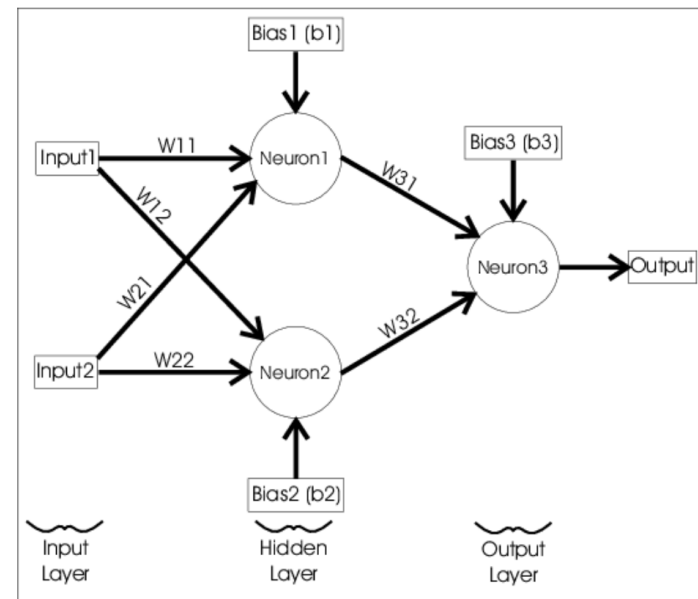 Bias1 (b1)
Bias3 (b3)
Input1
W11
Neuron1
W31
W12
Neuron3
Output
W21
W32
Input2
W22
Neuron2
Bias2 (b2)
Input
Layer
Hidden
Layer
Output
Layer